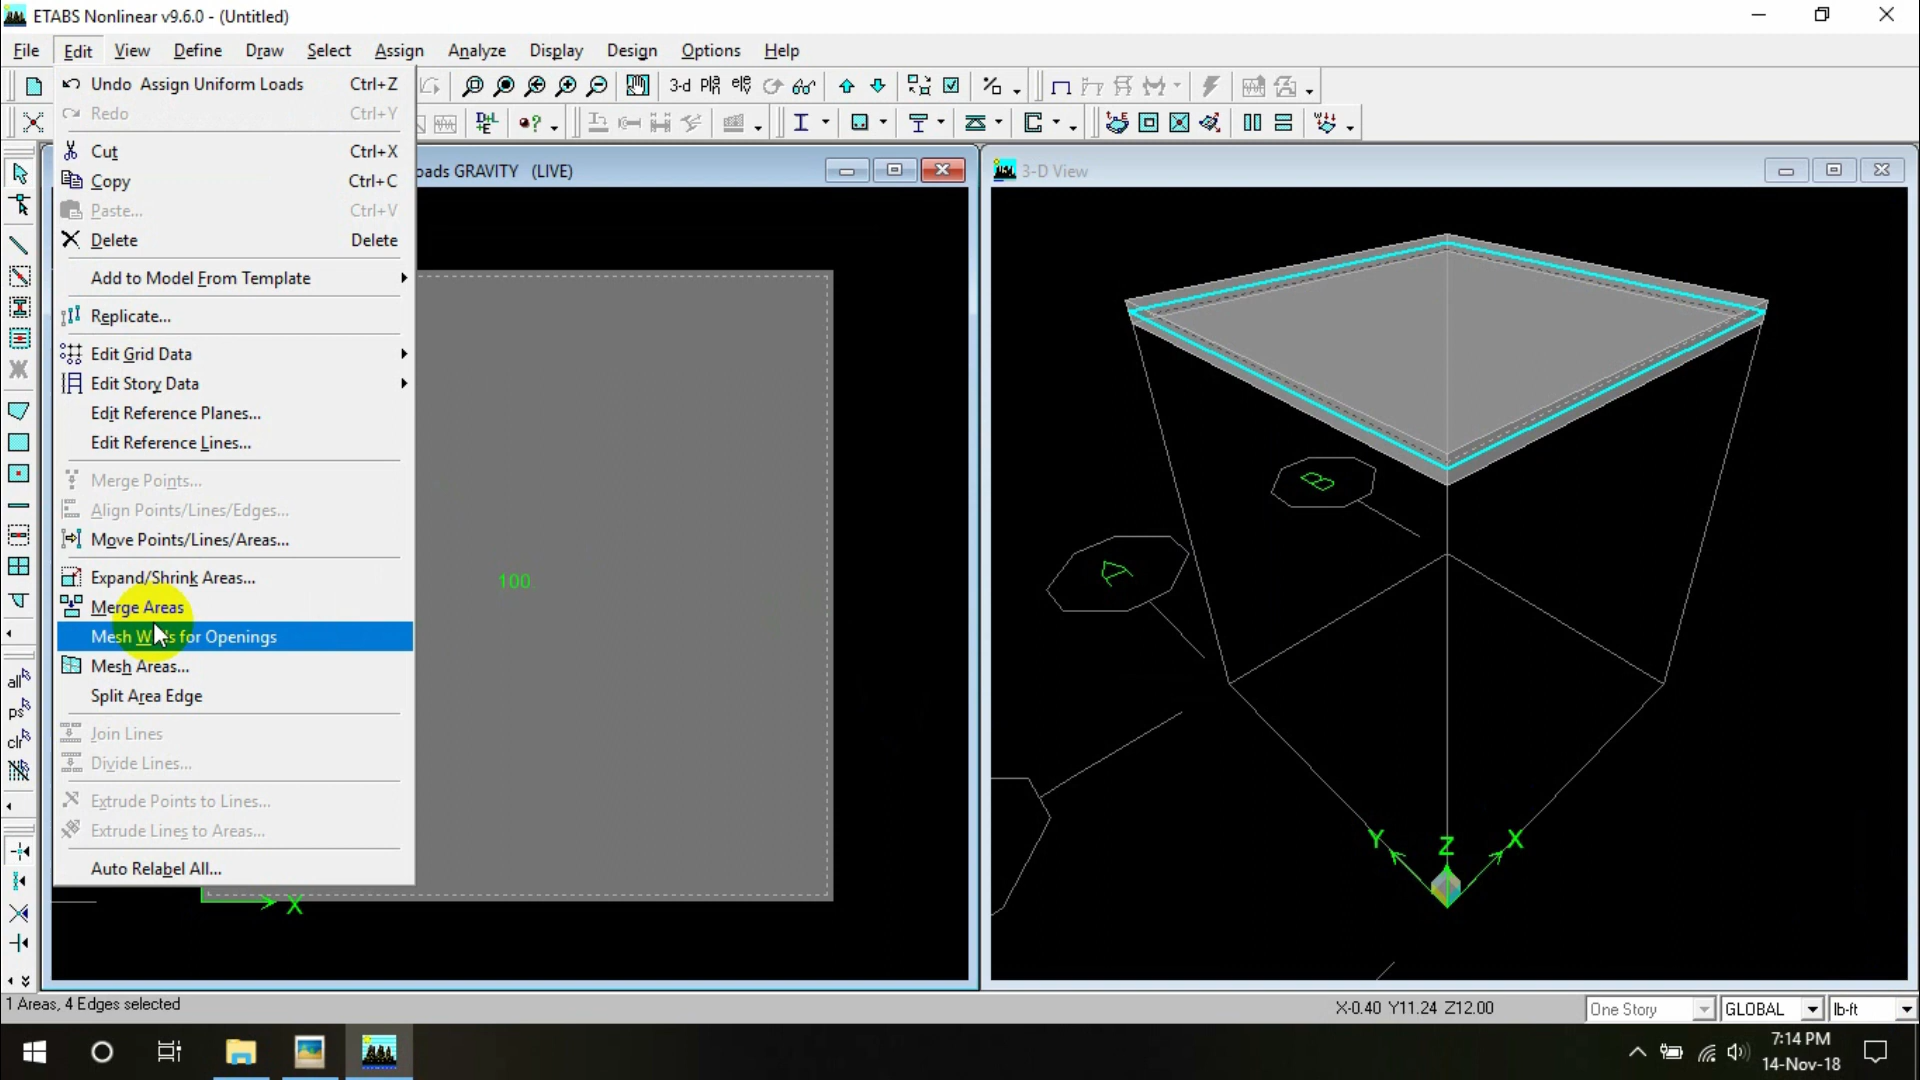 ETABS Nonlinear v9.6.0 - (Untitled)
File Edit View Define Draw Select Assign Analyze Display Design Options Help
Undo Assign Uniform Loads Ctrl+Z
Redo Ctrl+Y
Cut Ctrl+X
Copy Ctrl+C
Paste... Ctrl+V
Delete Delete
Add to Model From Template
Replicate...
Edit Grid Data
Edit Story Data
Edit Reference Planes...
Edit Reference Lines...
Merge Points...
Align Points/Lines/Edges...
Move Points/Lines/Areas...
Expand/Shrink Areas...
Merge Areas
Mesh Walls for Openings
Mesh Areas...
Split Area Edge
Join Lines
Divide Lines...
Extrude Points to Lines...
Extrude Lines to Areas...
Auto Relabel All...
3-d
all
ps
clr
GRAVITY (LIVE)
100.
X
3-D View
B
A
Y Z X
1 Areas, 4 Edges selected
X-0.40 Y11.24 Z12.00
One Story
GLOBAL
lb-ft
7:14 PM
14-Nov-18